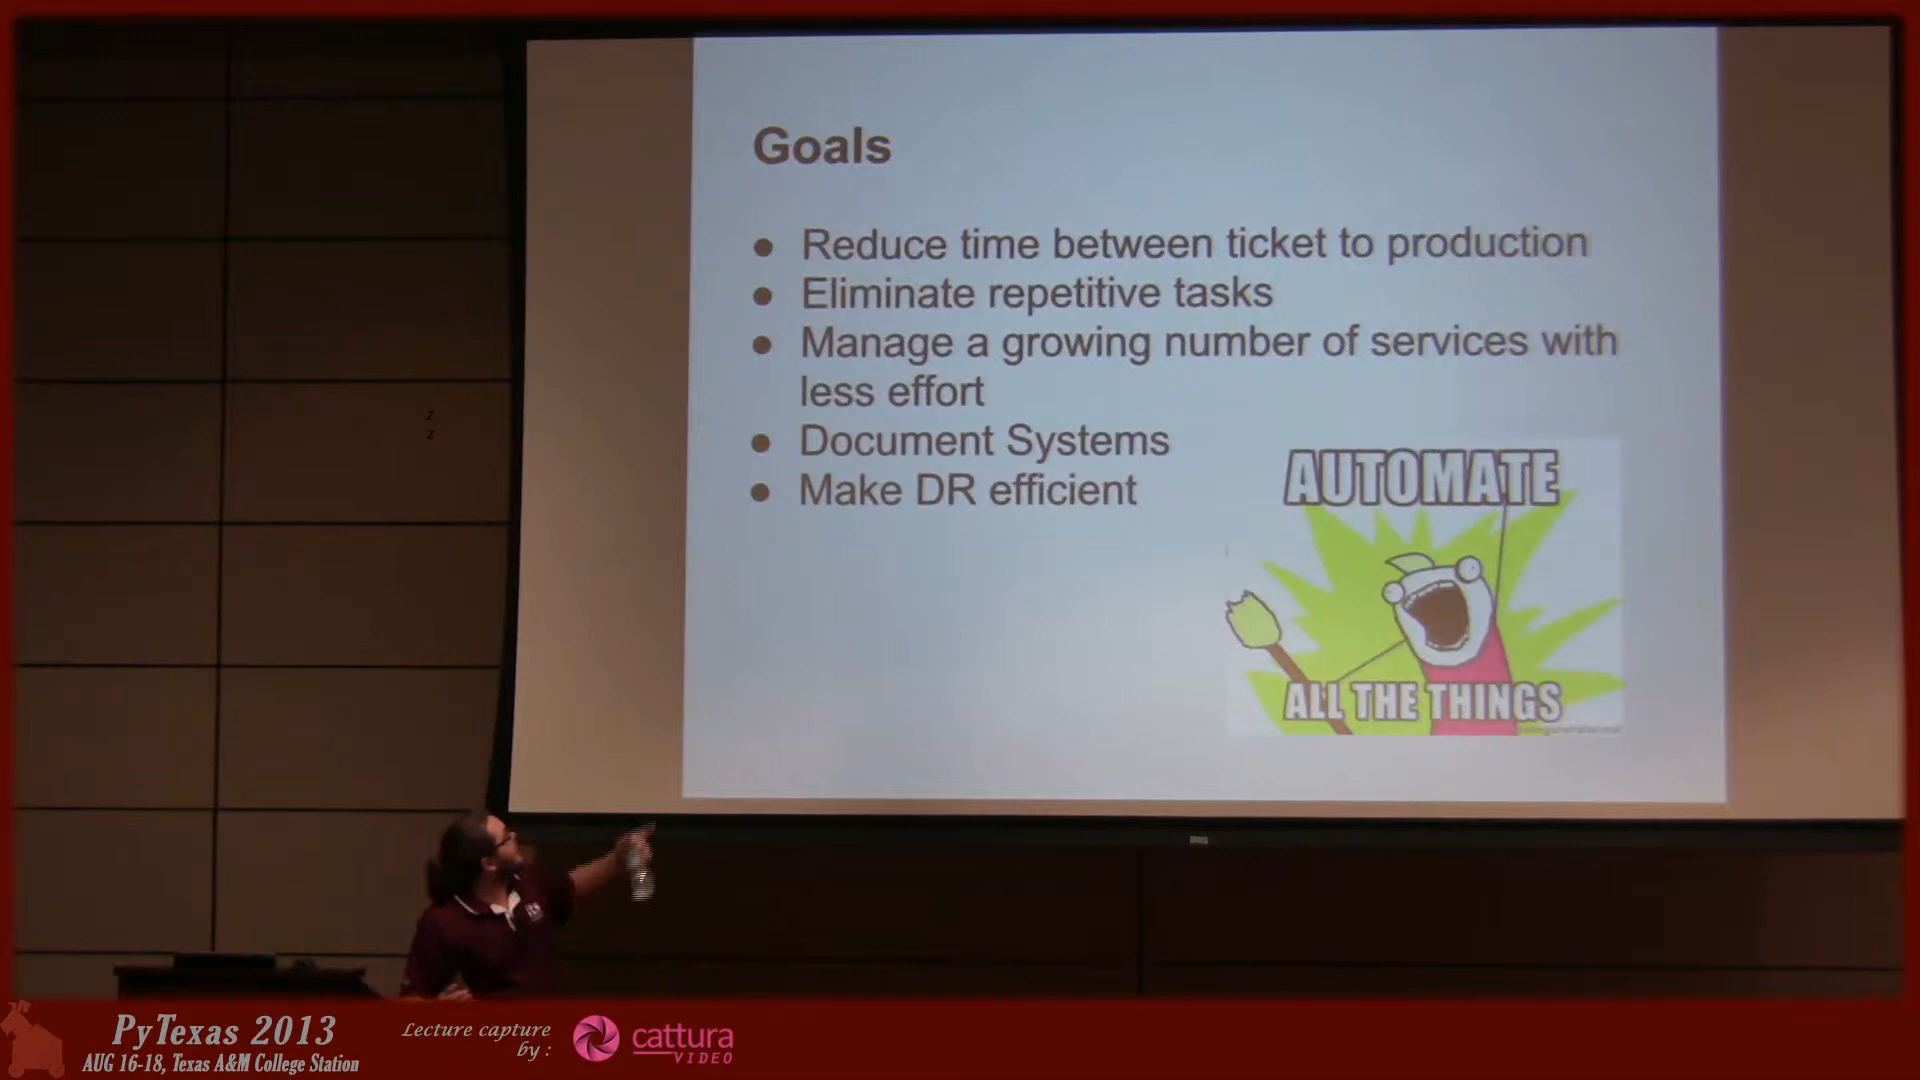 Goals
● Reduce time between ticket to production
● Eliminate repetitive tasks
● Manage a growing number of services with
less effort
● Document Systems
● Make DR efficient
AUTOMATE
ALL THE THINGS
PyTexas 2013
AUG 16-18, Texas A&M College Station
Lecture capture
by :
cattura
VIDEO